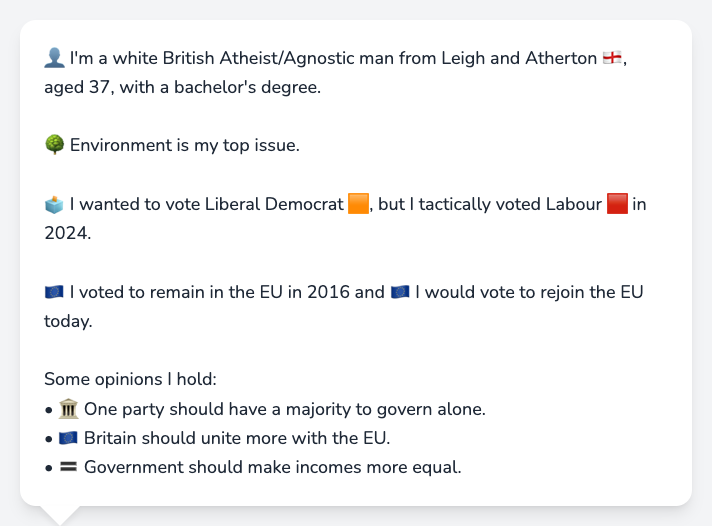 👤 I'm a white British Atheist/Agnostic man from Leigh and Atherton 🏴󠁧󠁢󠁥󠁮󠁧󠁿,
aged 37, with a bachelor's degree.
🌳 Environment is my top issue.
🗳️ I wanted to vote Liberal Democrat 🟧, but I tactically voted Labour 🟥 in
2024.
🇪🇺 I voted to remain in the EU in 2016 and 🇪🇺 I would vote to rejoin the EU
today.
Some opinions I hold:
• 🏛️ One party should have a majority to govern alone.
• 🇪🇺 Britain should unite more with the EU.
• 🟰 Government should make incomes more equal.